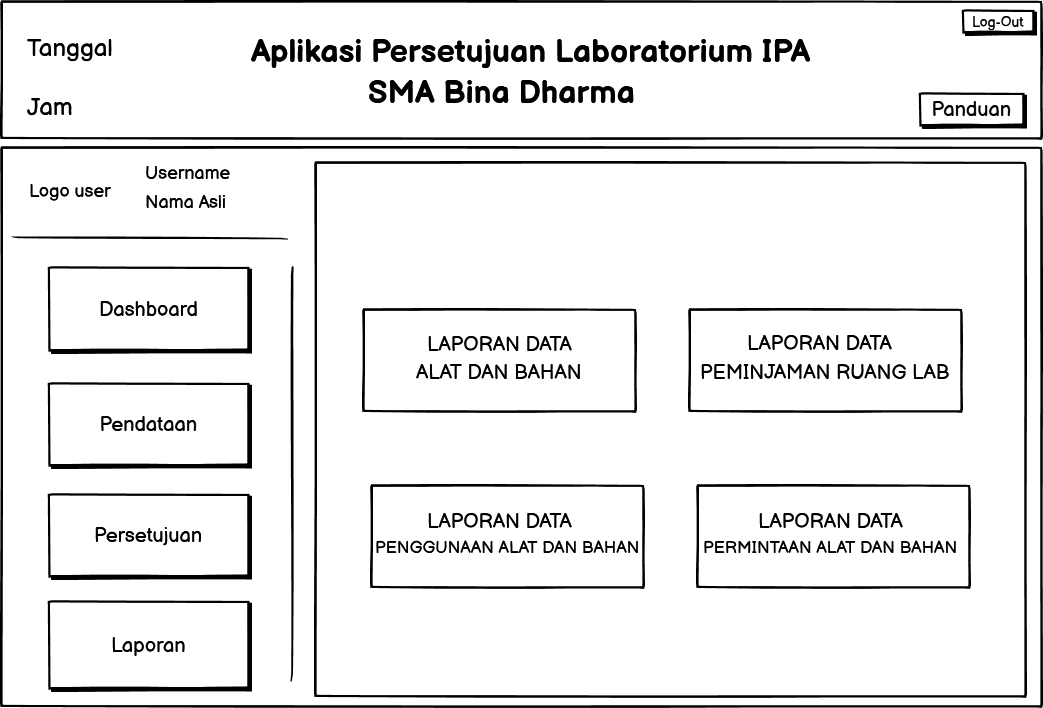 Log-Out
Tanggal
Aplikasi Persetujuan Laboratorium IPA
SMA Bina Dharma
Jam
Panduan
Logo user
Username
Nama Asli
Dashboard
Pendataan
Persetujuan
Laporan
LAPORAN DATA
ALAT DAN BAHAN
LAPORAN DATA
PEMINJAMAN RUANG LAB
LAPORAN DATA
PENGGUNAAN ALAT DAN BAHAN
LAPORAN DATA
PERMINTAAN ALAT DAN BAHAN